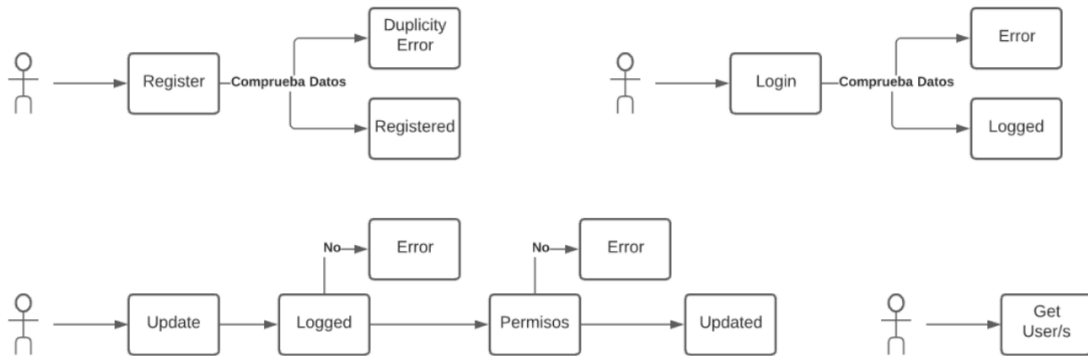 Duplicity
Error
Register
Comprueba Datos
Registered
Error
Login
Comprueba Datos
Logged
No
Error
No
Error
Update
Logged
Permisos
Updated
Get
User/s